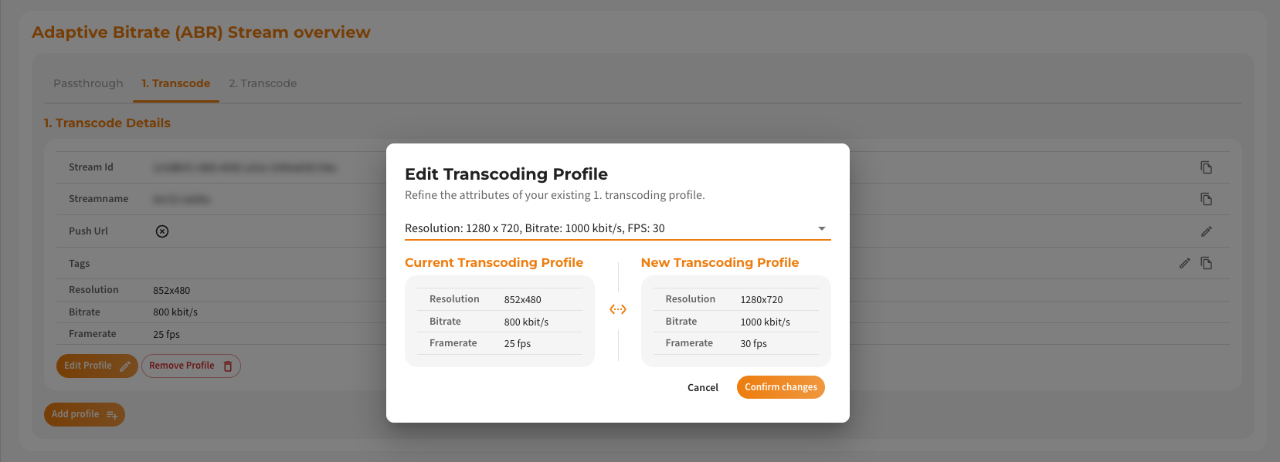 Adaptive Bitrate (ABR) Stream overview
Passthrough 1. Transcode 2. Transcode
1. Transcode Details
Stream Id
Streamname
Push Url
Tags
Resolution 852x480
Bitrate 800 kbit/s
Framerate 25 fps
Edit Profile Remove Profile
Add profile
Edit Transcoding Profile
Refine the attributes of your existing 1. transcoding profile.
Resolution: 1280 x 720, Bitrate: 1000 kbit/s, FPS: 30
Current Transcoding Profile New Transcoding Profile
Resolution 852x480 Resolution 1280x720
Bitrate 800 kbit/s Bitrate 1000 kbit/s
Framerate 25 fps Framerate 30 fps
Cancel Confirm changes